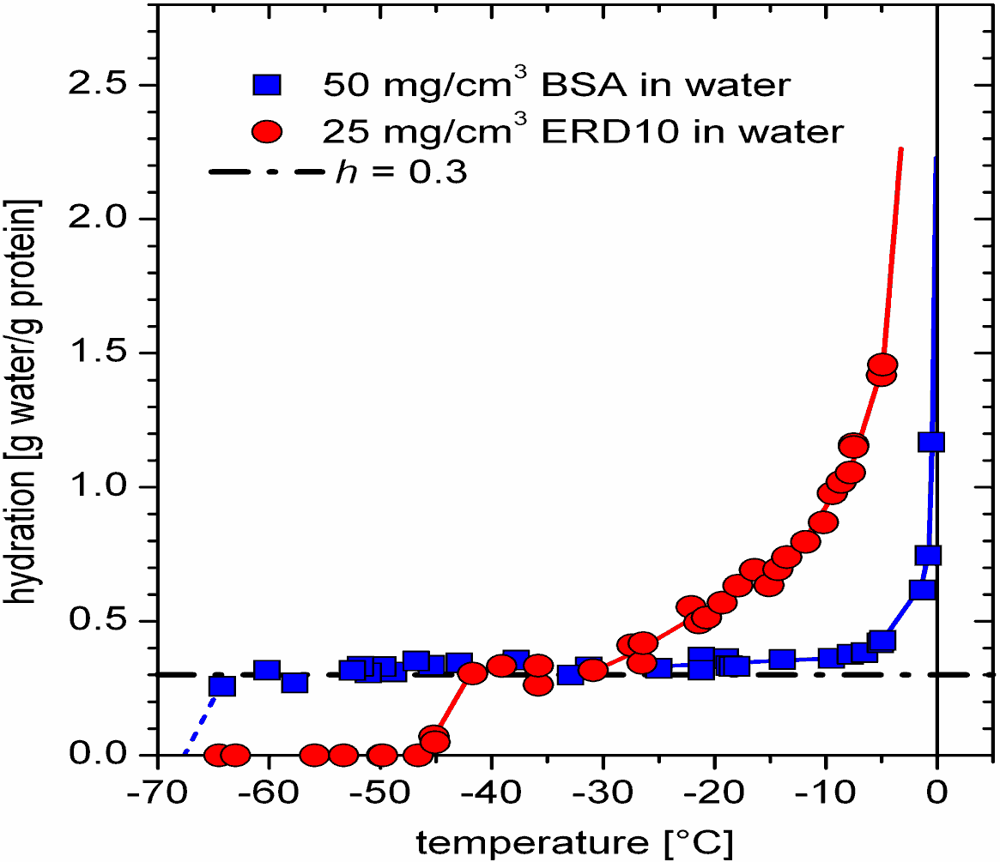 2.5
2.0
1.5
1.0
0.5
0.0
hydration [g water/g protein]
50 mg/cm³ BSA in water
25 mg/cm³ ERD10 in water
h = 0.3
-70 -60 -50 -40 -30 -20 -10 0
temperature [°C]